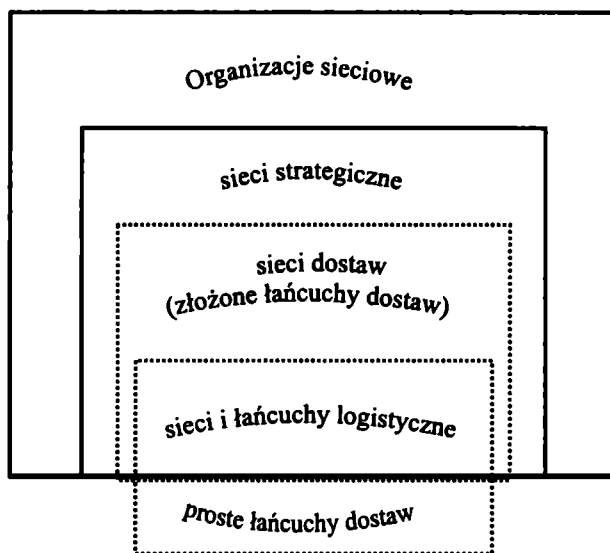 Organizacje sieciowe
sieci strategiczne
sieci dostaw
(złożone łańcuchy dostaw)
sieci i łańcuchy logistyczne
proste łańcuchy dostaw